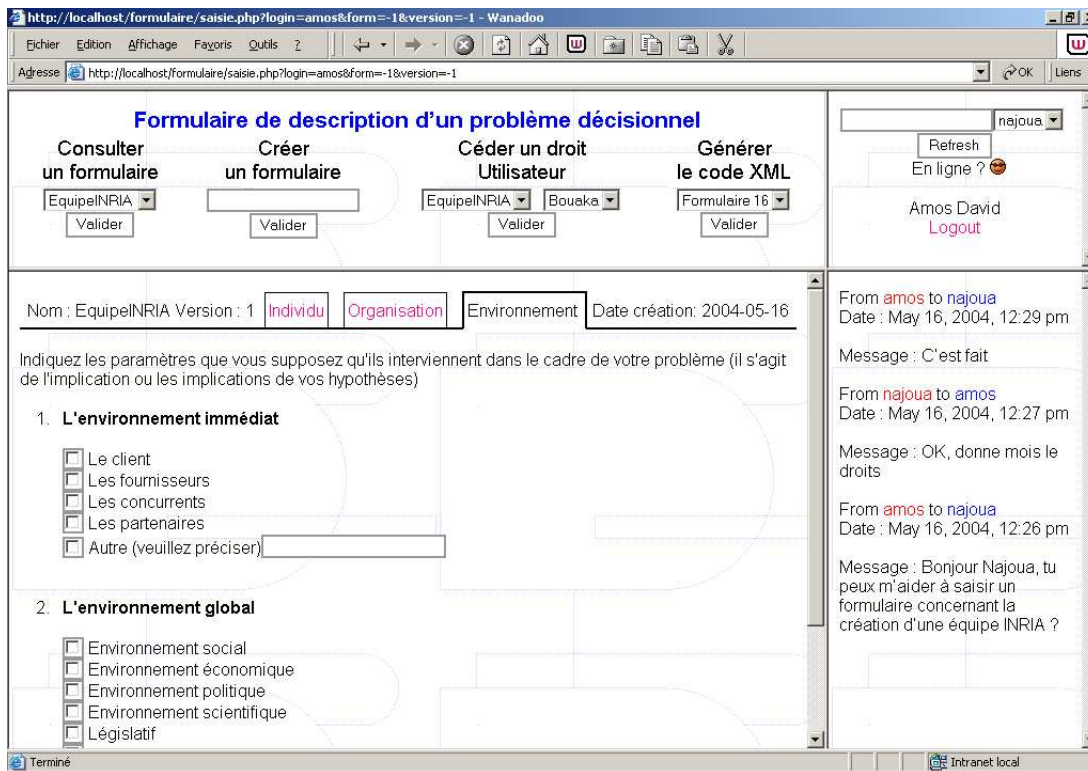 http://localhost/formulaire/saisie.php?login=amos&form=-1&version=-1 - Wanadoo
Fichier Edition Affichage Favoris Outils ?
Adresse http://localhost/formulaire/saisie.php?login=amos&form=-1&version=-1 OK Liens
Formulaire de description d'un problème décisionnel
Consulter
un formulaire
EquipeINRIA
Valider
Créer
un formulaire
Valider
Céder un droit
Utilisateur
EquipeINRIA Bouaka
Valider
Générer
le code XML
Formulaire 16
Valider
najoua
Refresh
En ligne ?
Amos David
Logout
Nom : EquipeINRIA Version : 1 Individu Organisation Environnement Date création: 2004-05-16
Indiquez les paramètres que vous supposez qu'ils interviennent dans le cadre de votre problème (il s'agit
de l'implication ou les implications de vos hypothèses)
1. L'environnement immédiat
Le client
Les fournisseurs
Les concurrents
Les partenaires
Autre (veuillez préciser)
2. L'environnement global
Environnement social
Environnement économique
Environnement politique
Environnement scientifique
Législatif
From amos to najoua
Date : May 16, 2004, 12:29 pm
Message : C'est fait
From najoua to amos
Date : May 16, 2004, 12:27 pm
Message : OK, donne mois le
droits
From amos to najoua
Date : May 16, 2004, 12:26 pm
Message : Bonjour Najoua, tu
peux m'aider à saisir un
formulaire concernant la
création d'une équipe INRIA ?
Terminé
Intranet local